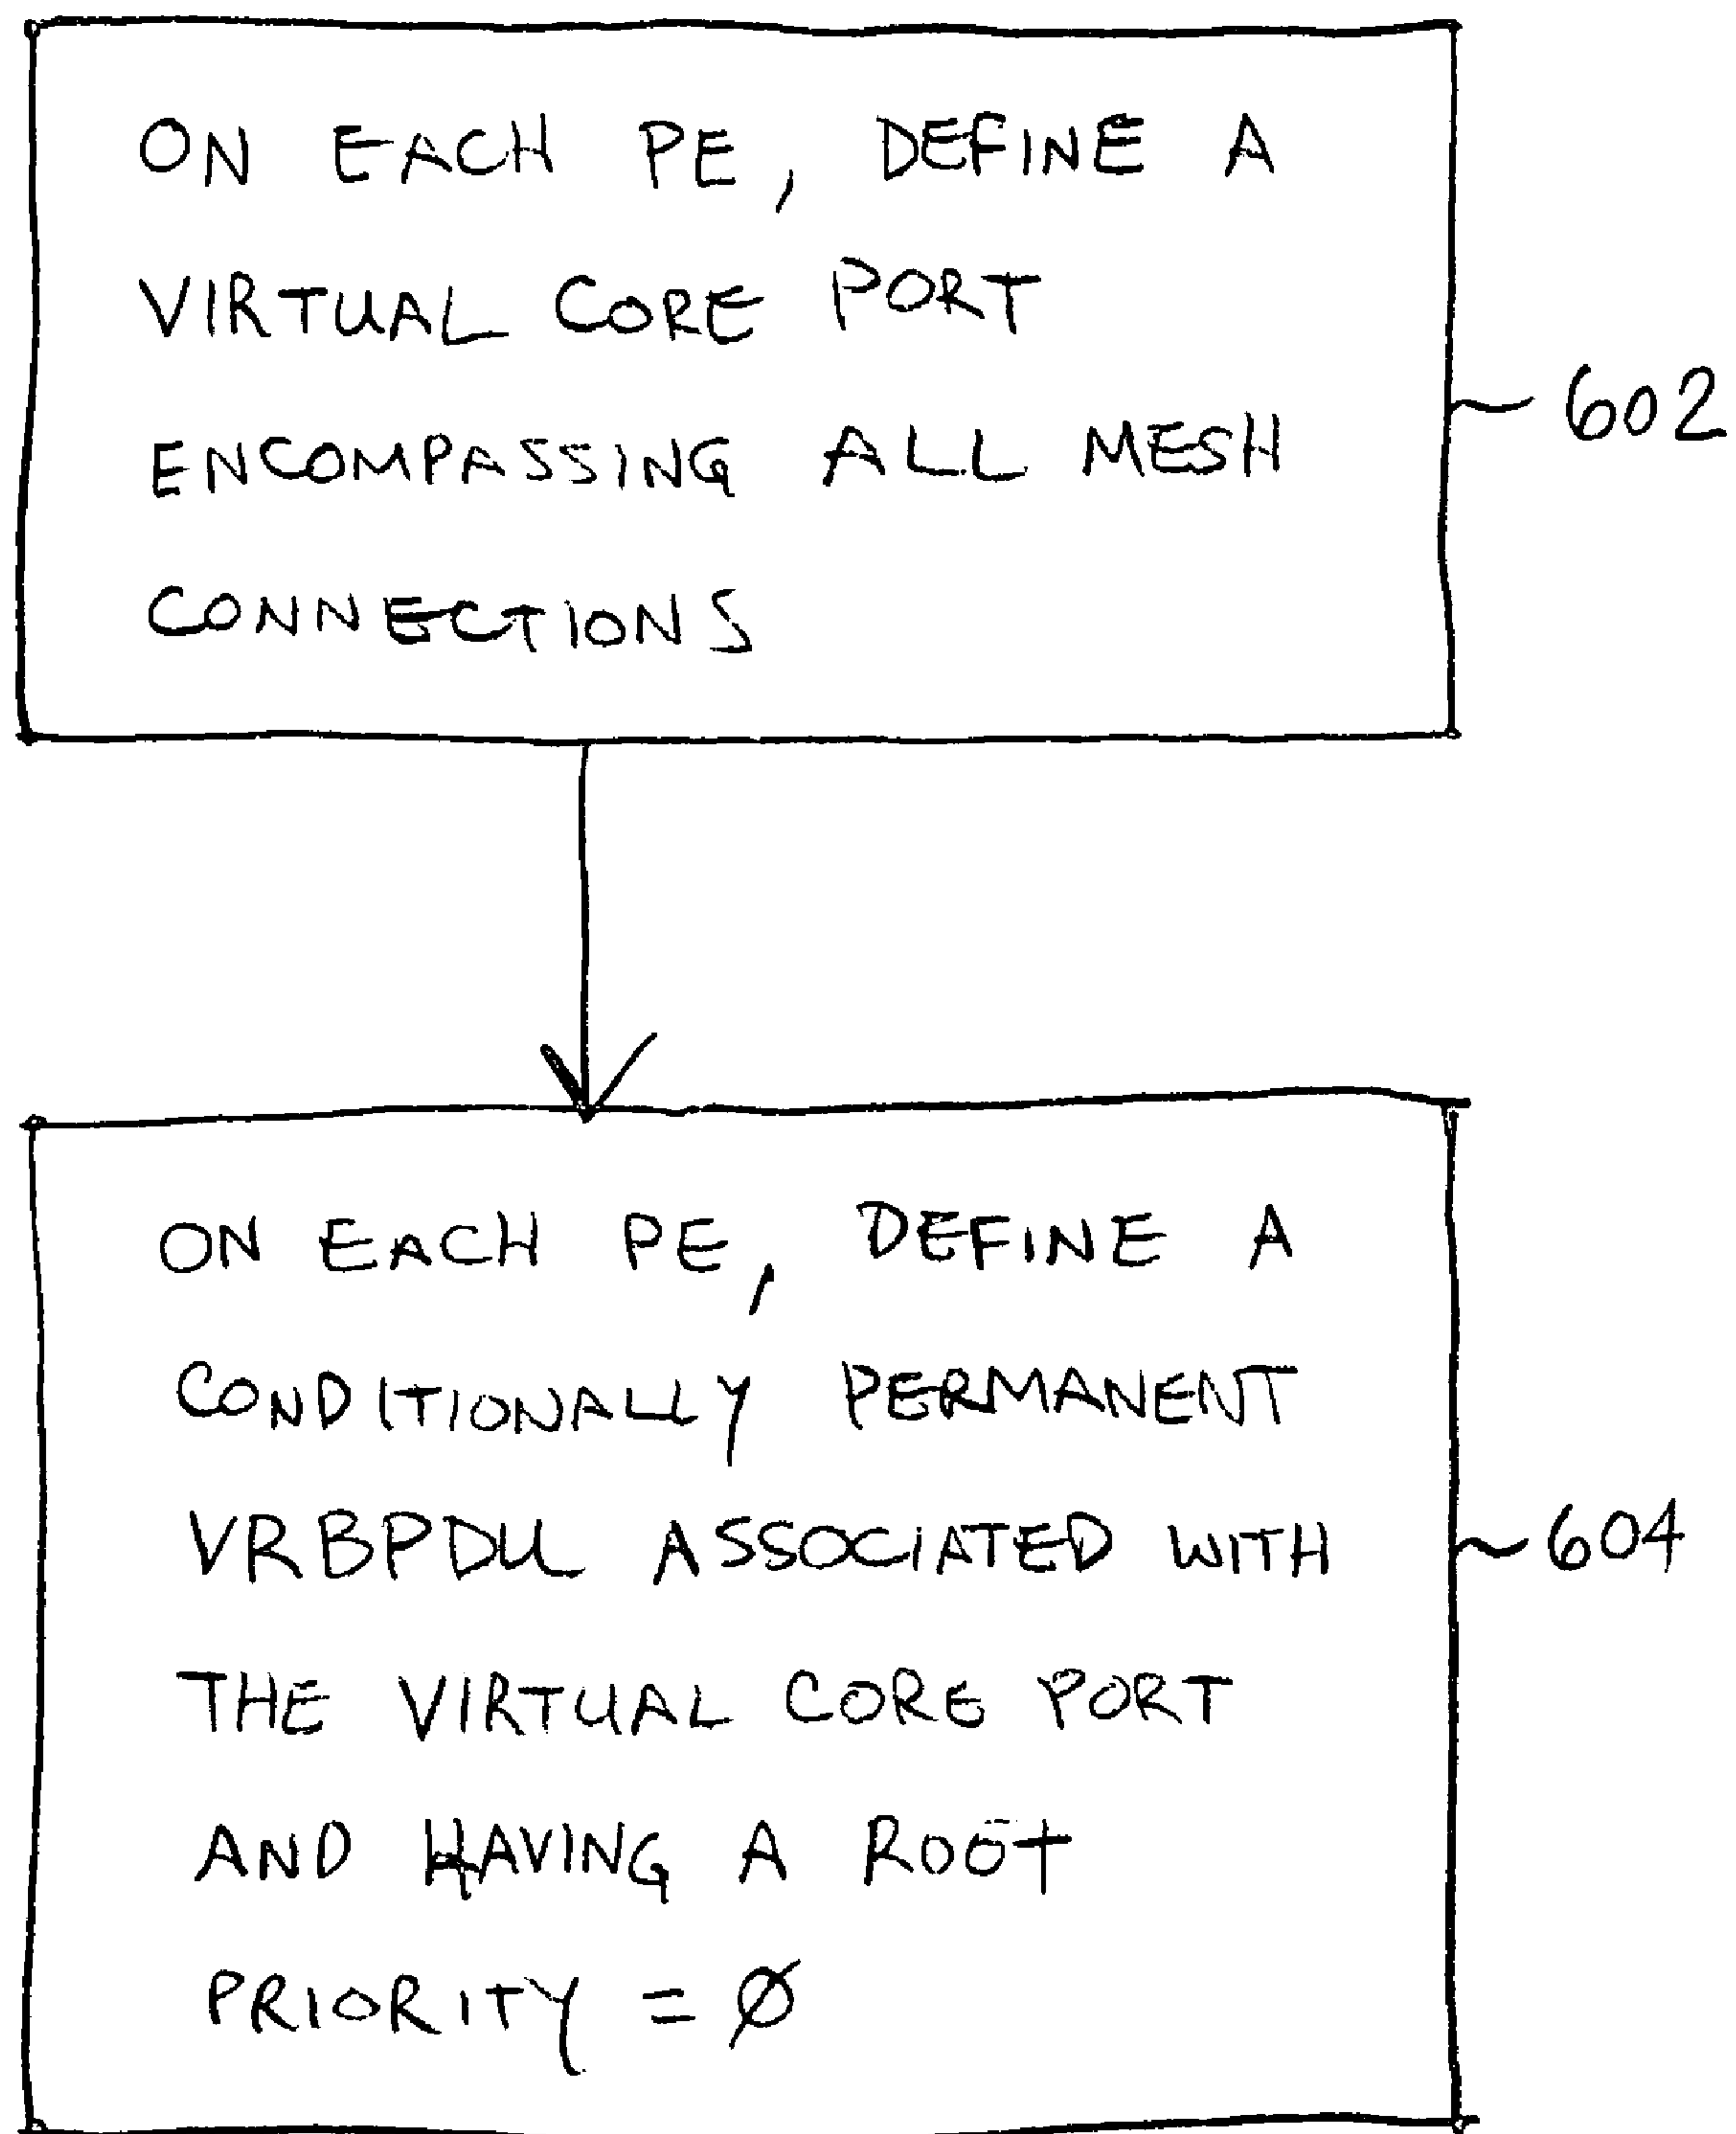 ON EACH PE, DEFINE A
VIRTUAL CORE PORT
ENCOMPASSING ALL MESH
CONNECTIONS
~ 602
ON EACH PE, DEFINE A
CONDITIONALLY PERMANENT
VRBPDU ASSOCIATED WITH
~ 604
THE VIRTUAL CORE PORT
AND HAVING A ROOT
PRIORITY = Ø